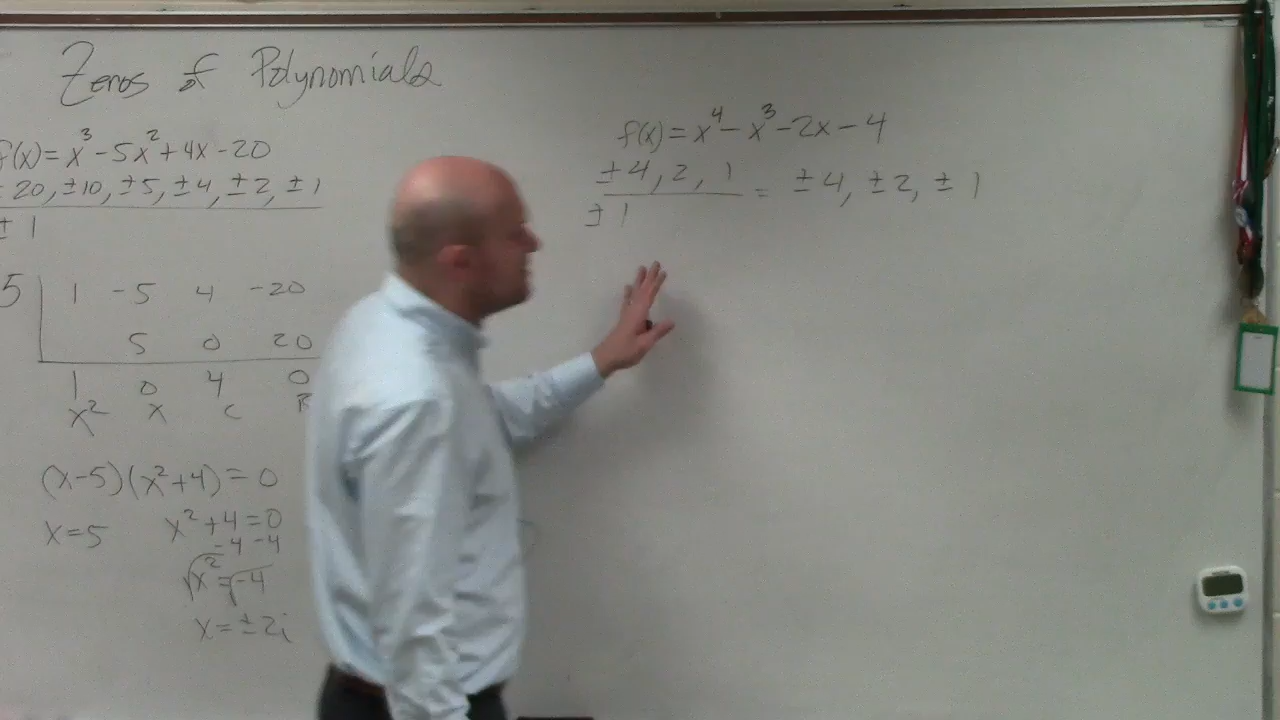 Zeros of Polynomials
f(x) = x³ - 5x² + 4x - 20
± 20, ±10, ±5, ±4, ±2, ±1
± 1
5 | 1 -5 4 -20
5 0 20
1 0 4 0
x² x c R
(x-5)(x²+4) = 0
x=5 x²+4=0
-4 -4
√x² = √-4
x = ±2i
f(x) = x⁴ - x³ - 2x - 4
±4, 2, 1 = ±4, ±2, ±1
±1